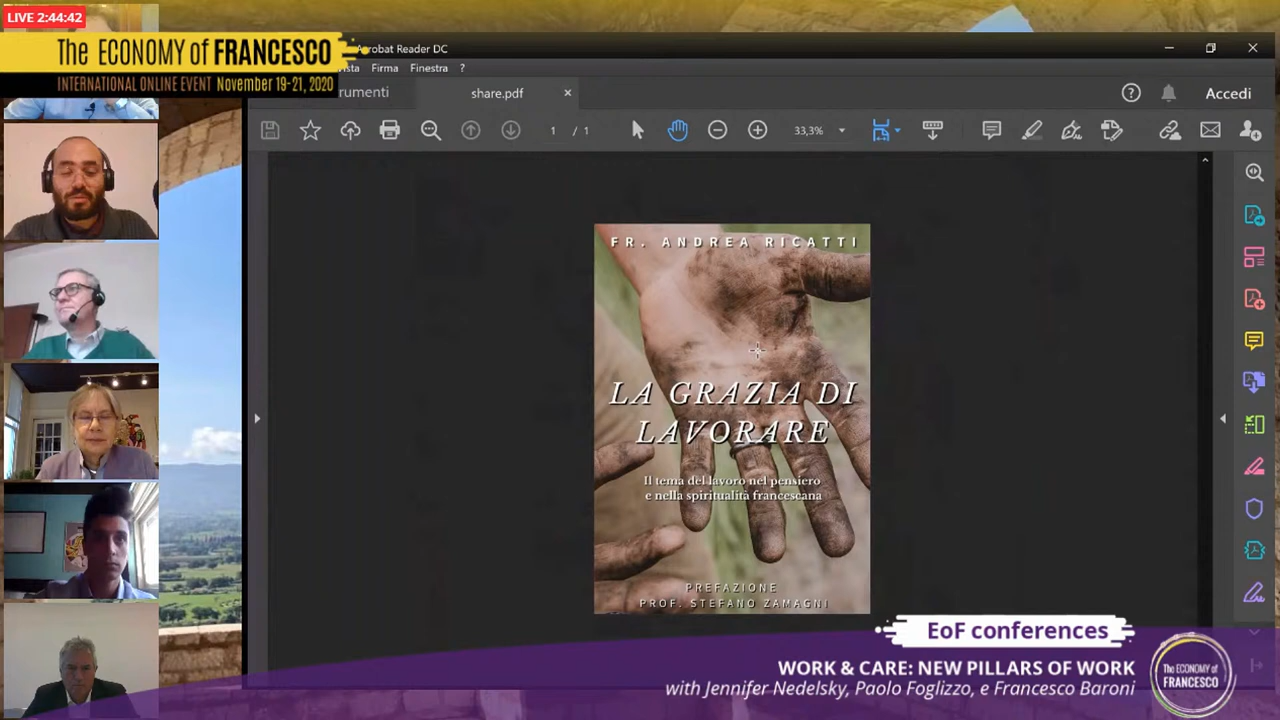 LIVE 2:44:42
The ECONOMY of FRANCESCO
INTERNATIONAL ONLINE EVENT November 19-21, 2020
crobat Reader DC
ista Firma Finestra ?
rumenti
share.pdf
Accedi
1 / 1
33,3%
FR. ANDREA RICATTI
LA GRAZIA DI
LAVORARE
Il tema del lavoro nel pensiero
e nella spiritualità francescana
PREFAZIONE
PROF. STEFANO ZAMAGNI
EoF conferences
WORK & CARE: NEW PILLARS OF WORK
with Jennifer Nedelsky, Paolo Foglizzo, e Francesco Baroni
The ECONOMY of
FRANCESCO